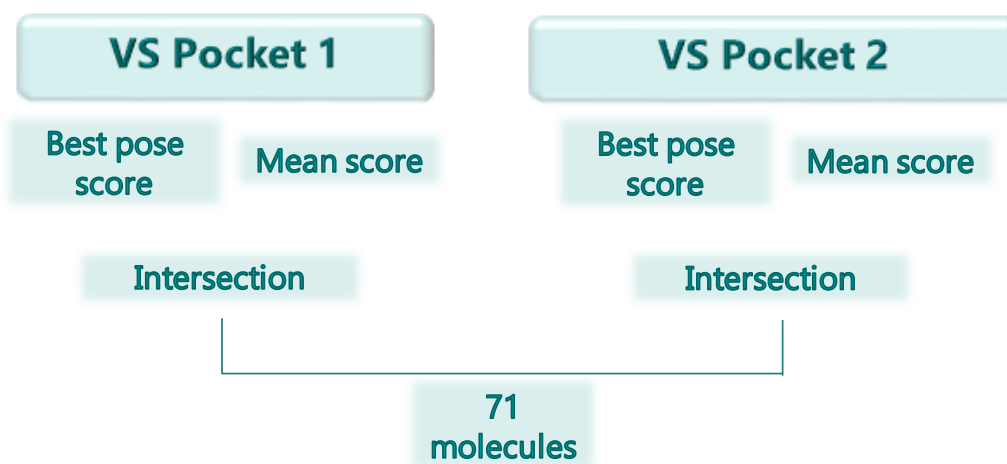 VS Pocket 1
VS Pocket 2
Best pose
score
Mean score
Best pose
score
Mean score
Intersection
Intersection
71
molecules